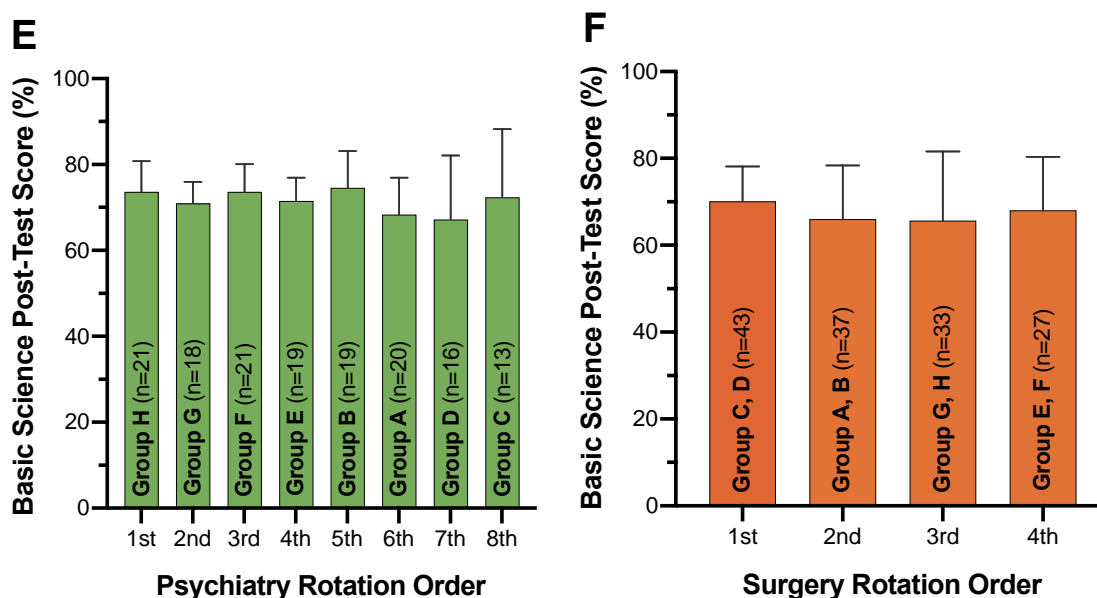 E
Basic Science Post-Test Score (%)
100
80
60
40
20
0
Group H (n=21)
Group G (n=18)
Group F (n=21)
Group E (n=19)
Group B (n=19)
Group A (n=20)
Group D (n=16)
Group C (n=13)
1st 2nd 3rd 4th 5th 6th 7th 8th
Psychiatry Rotation Order
F
Basic Science Post-Test Score (%)
100
80
60
40
20
0
Group C, D (n=43)
Group A, B (n=37)
Group G, H (n=33)
Group E, F (n=27)
1st 2nd 3rd 4th
Surgery Rotation Order